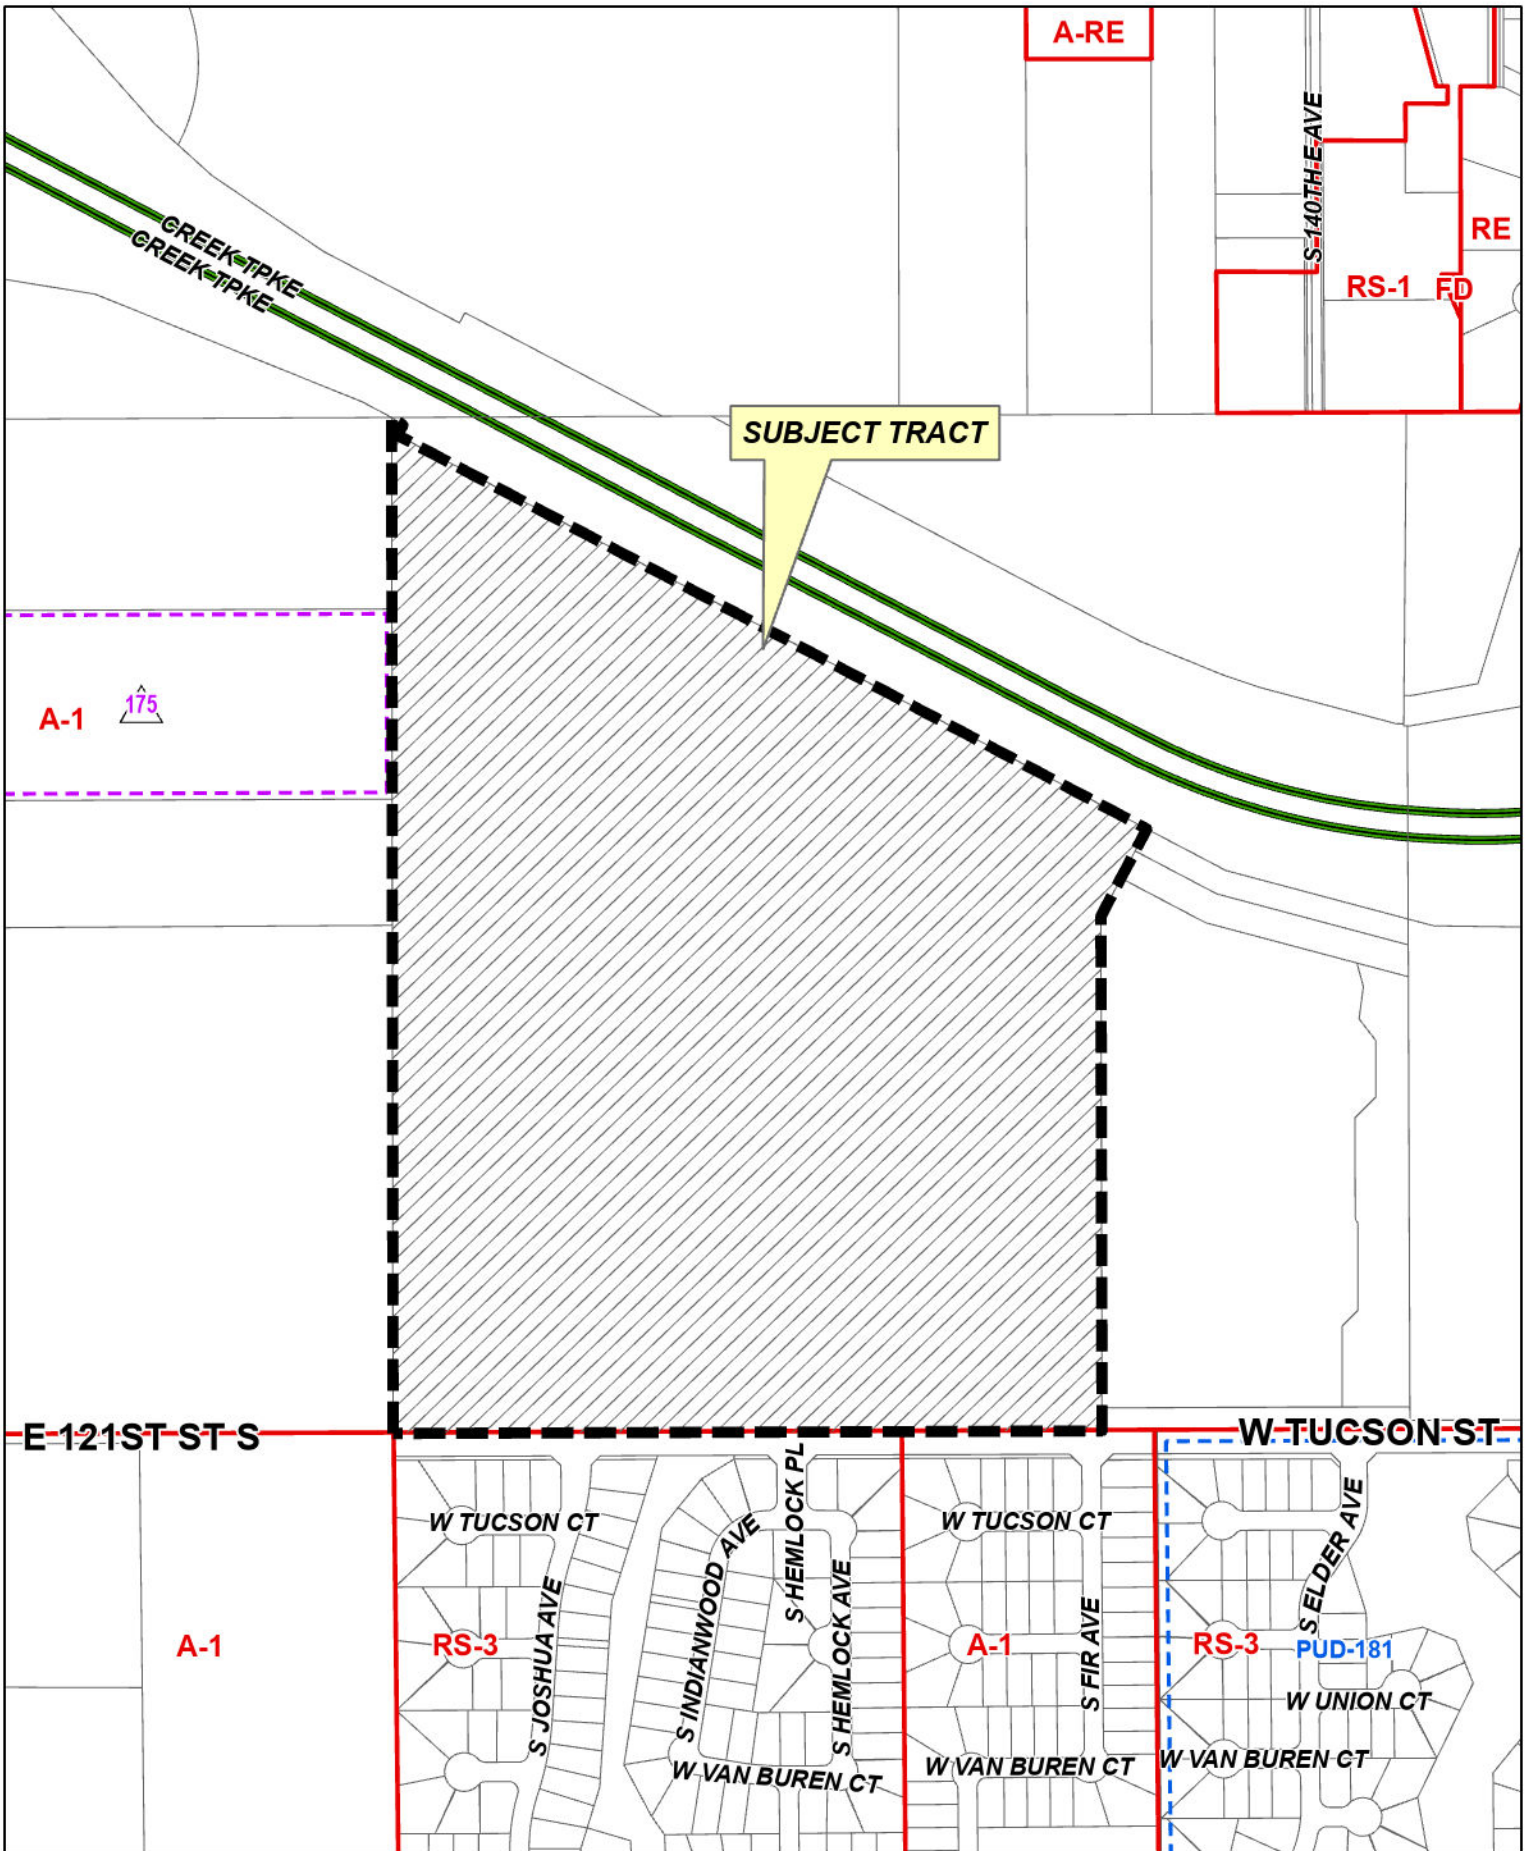 A-RE
S 140TH E AVE
CREEK TPKE
CREEK TPKE
RE
RS-1
FD
SUBJECT TRACT
175
A-1
E 121ST ST S
W TUCSON ST
S HEMLOCK PL
W TUCSON CT
W TUCSON CT
S INDIANWOOD AVE
S ELDER AVE
S JOSHUA AVE
S HEMLOCK AVE
S FIR AVE
A-1
RS-3
A-1
RS-3
PUD-181
W UNION CT
W VAN BUREN CT
W VAN BUREN CT
W VAN BUREN CT